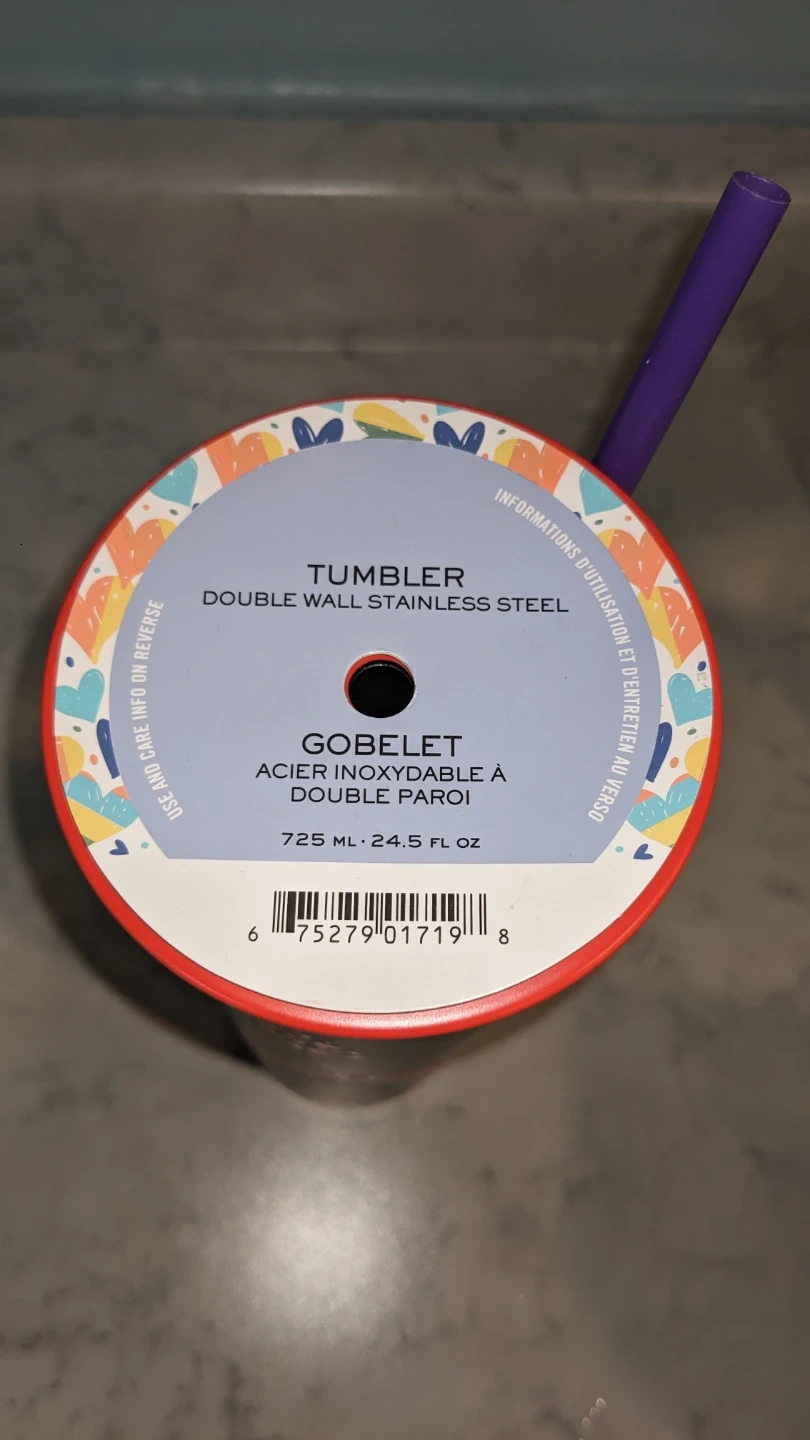 TUMBLER
DOUBLE WALL STAINLESS STEEL
GOBELET
ACIER INOXYDABLE À
DOUBLE PAROI
725 ML · 24.5 FL OZ
USE AND CARE INFO ON REVERSE
INFORMATIONS D'UTILISATION ET D'ENTRETIEN AU VERSO
6 75279 01719 8